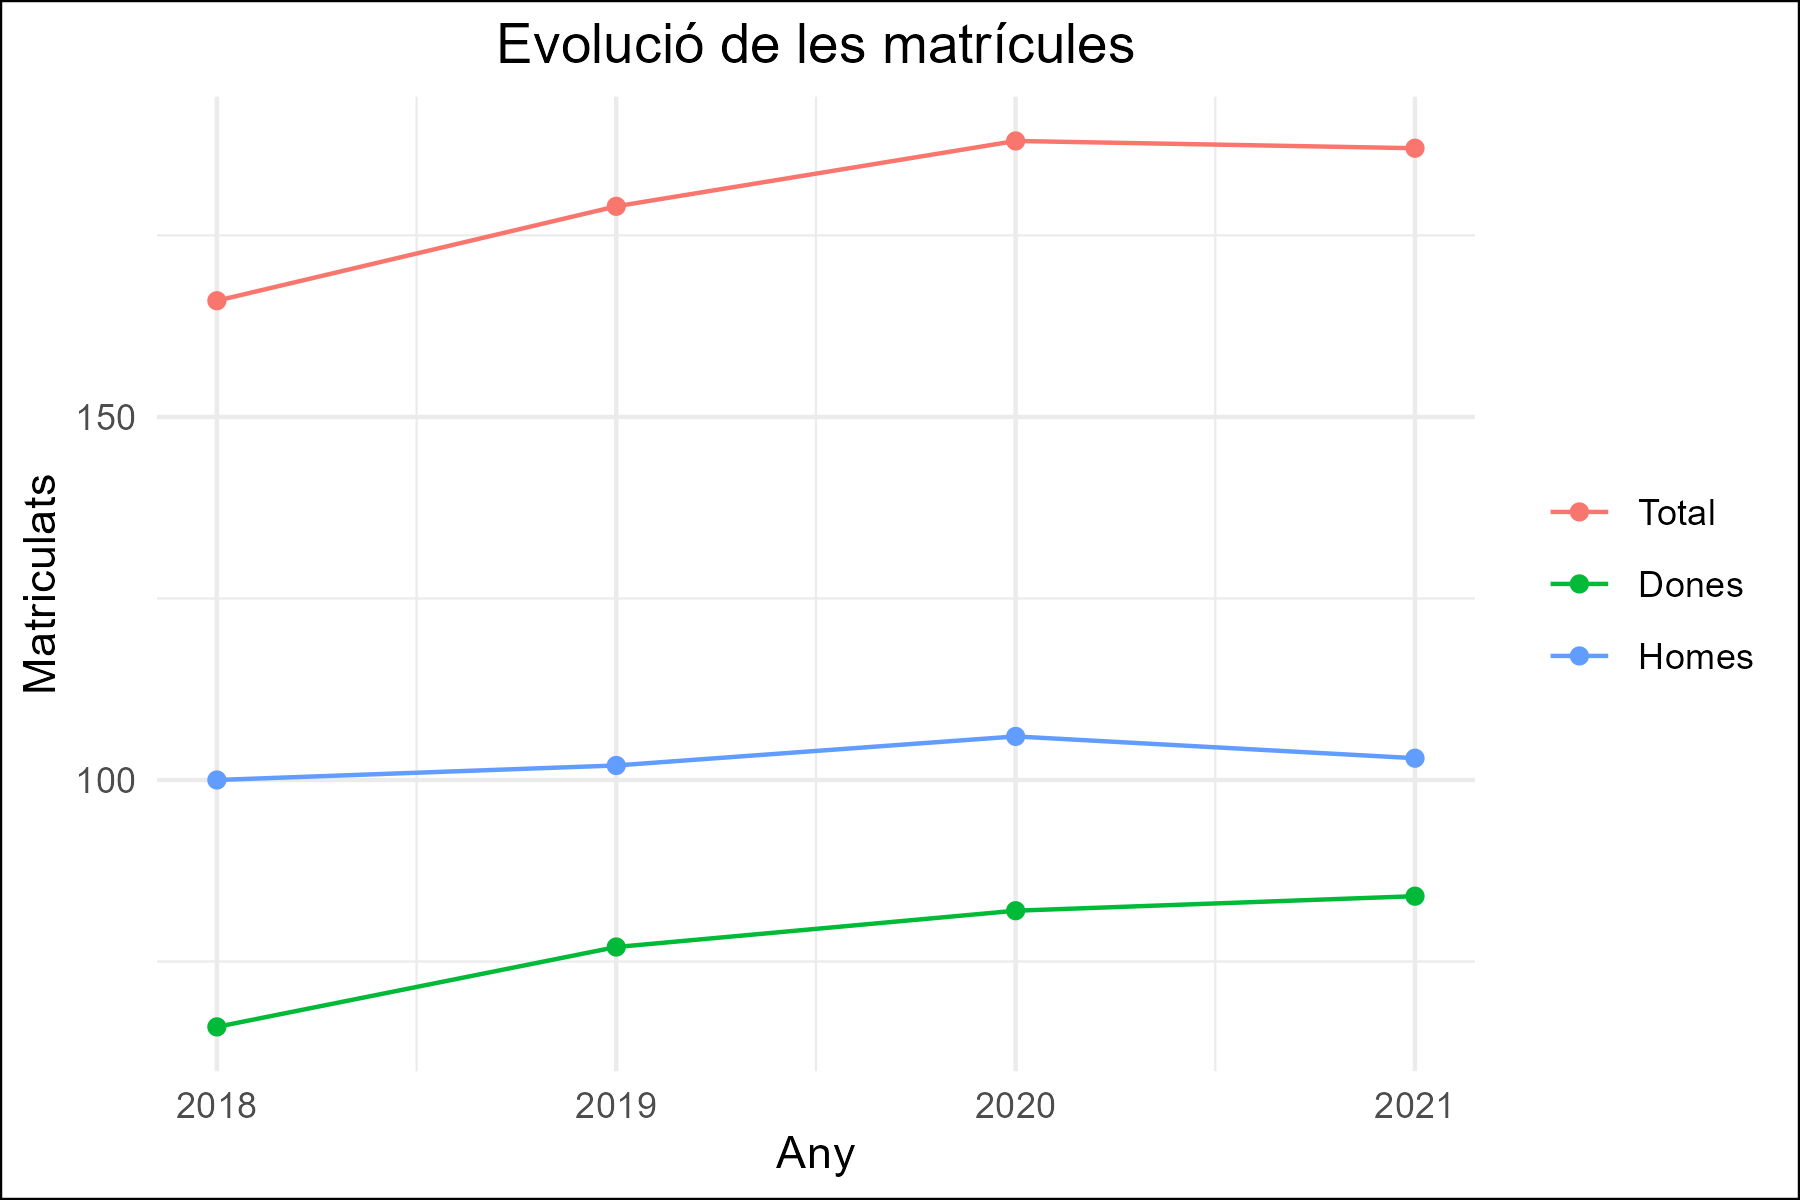 Evolució de les matrícules
Matriculats
150
100
2018
2019
2020
2021
Any
Total
Dones
Homes